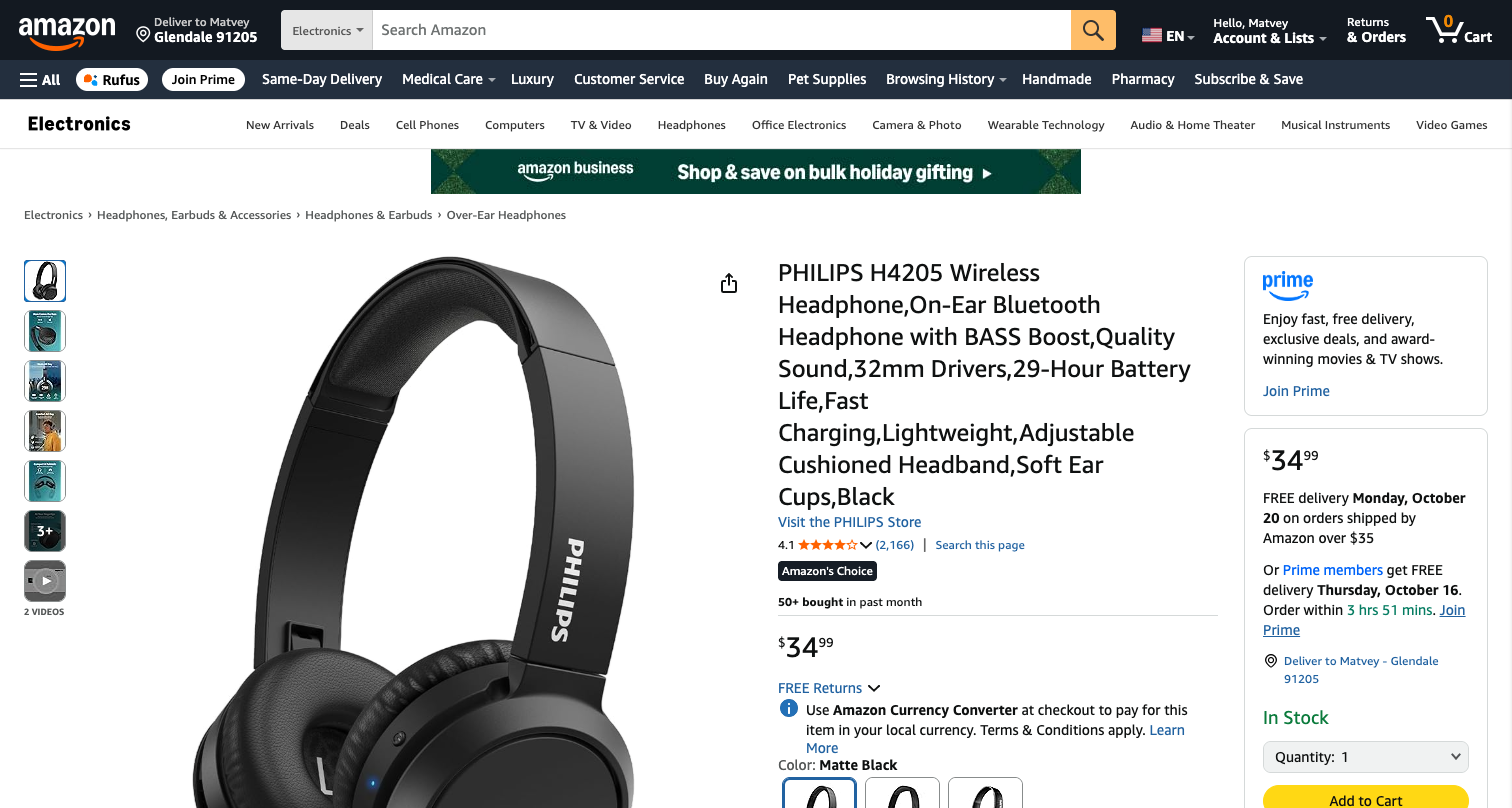 amazon
Deliver to Matvey
Glendale 91205
Electronics
Search Amazon
EN
Hello, Matvey
Account & Lists
Returns
& Orders
0
Cart
All
Rufus
Join Prime
Same-Day Delivery
Medical Care
Luxury
Customer Service
Buy Again
Pet Supplies
Browsing History
Handmade
Pharmacy
Subscribe & Save
Electronics
New Arrivals
Deals
Cell Phones
Computers
TV & Video
Headphones
Office Electronics
Camera & Photo
Wearable Technology
Audio & Home Theater
Musical Instruments
Video Games
amazon business
Shop & save on bulk holiday gifting ▸
Electronics › Headphones, Earbuds & Accessories › Headphones & Earbuds › Over-Ear Headphones
3+
2 VIDEOS
PHILIPS
L
PHILIPS H4205 Wireless
Headphone,On-Ear Bluetooth
Headphone with BASS Boost,Quality
Sound,32mm Drivers,29-Hour Battery
Life,Fast
Charging,Lightweight,Adjustable
Cushioned Headband,Soft Ear
Cups,Black
Visit the PHILIPS Store
4.1 (2,166) | Search this page
Amazon's Choice
50+ bought in past month
$34 99
FREE Returns
Use Amazon Currency Converter at checkout to pay for this
item in your local currency. Terms & Conditions apply. Learn
More
Color: Matte Black
prime
Enjoy fast, free delivery,
exclusive deals, and award-
winning movies & TV shows.
Join Prime
$34 99
FREE delivery Monday, October
20 on orders shipped by
Amazon over $35
Or Prime members get FREE
delivery Thursday, October 16.
Order within 3 hrs 51 mins. Join
Prime
Deliver to Matvey - Glendale
91205
In Stock
Quantity: 1
Add to Cart